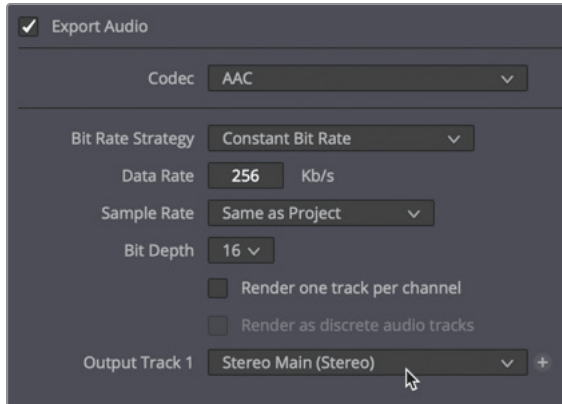 Export Audio
Codec AAC
Bit Rate Strategy Constant Bit Rate
Data Rate 256 Kb/s
Sample Rate Same as Project
Bit Depth 16
Render one track per channel
Render as discrete audio tracks
Output Track 1 Stereo Main (Stereo)